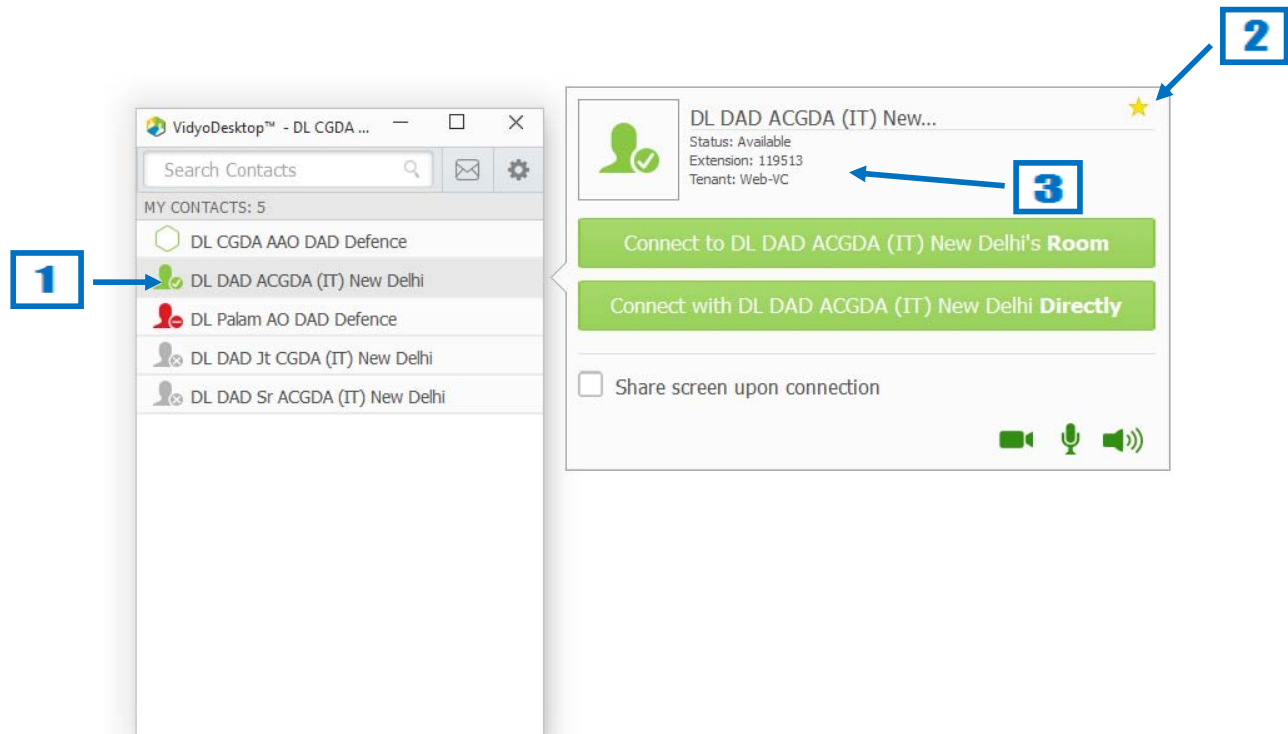 2
VidyoDesktop™ - DL CGDA ...
Search Contacts
MY CONTACTS: 5
DL CGDA AAO DAD Defence
1
DL DAD ACGDA (IT) New Delhi
DL Palam AO DAD Defence
DL DAD Jt CGDA (IT) New Delhi
DL DAD Sr ACGDA (IT) New Delhi
DL DAD ACGDA (IT) New...
Status: Available
Extension: 119513
Tenant: Web-VC
3
Connect to DL DAD ACGDA (IT) New Delhi's Room
Connect with DL DAD ACGDA (IT) New Delhi Directly
Share screen upon connection